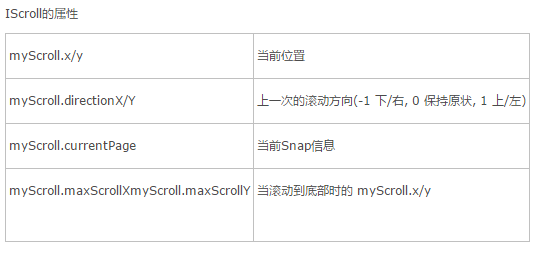 IScroll的属性
myScroll.x/y 当前位置
myScroll.directionX/Y 上一次的滚动方向(-1 下/右, 0 保持原状, 1 上/左)
myScroll.currentPage 当前Snap信息
myScroll.maxScrollXmyScroll.maxScrollY 当滚动到底部时的 myScroll.x/y